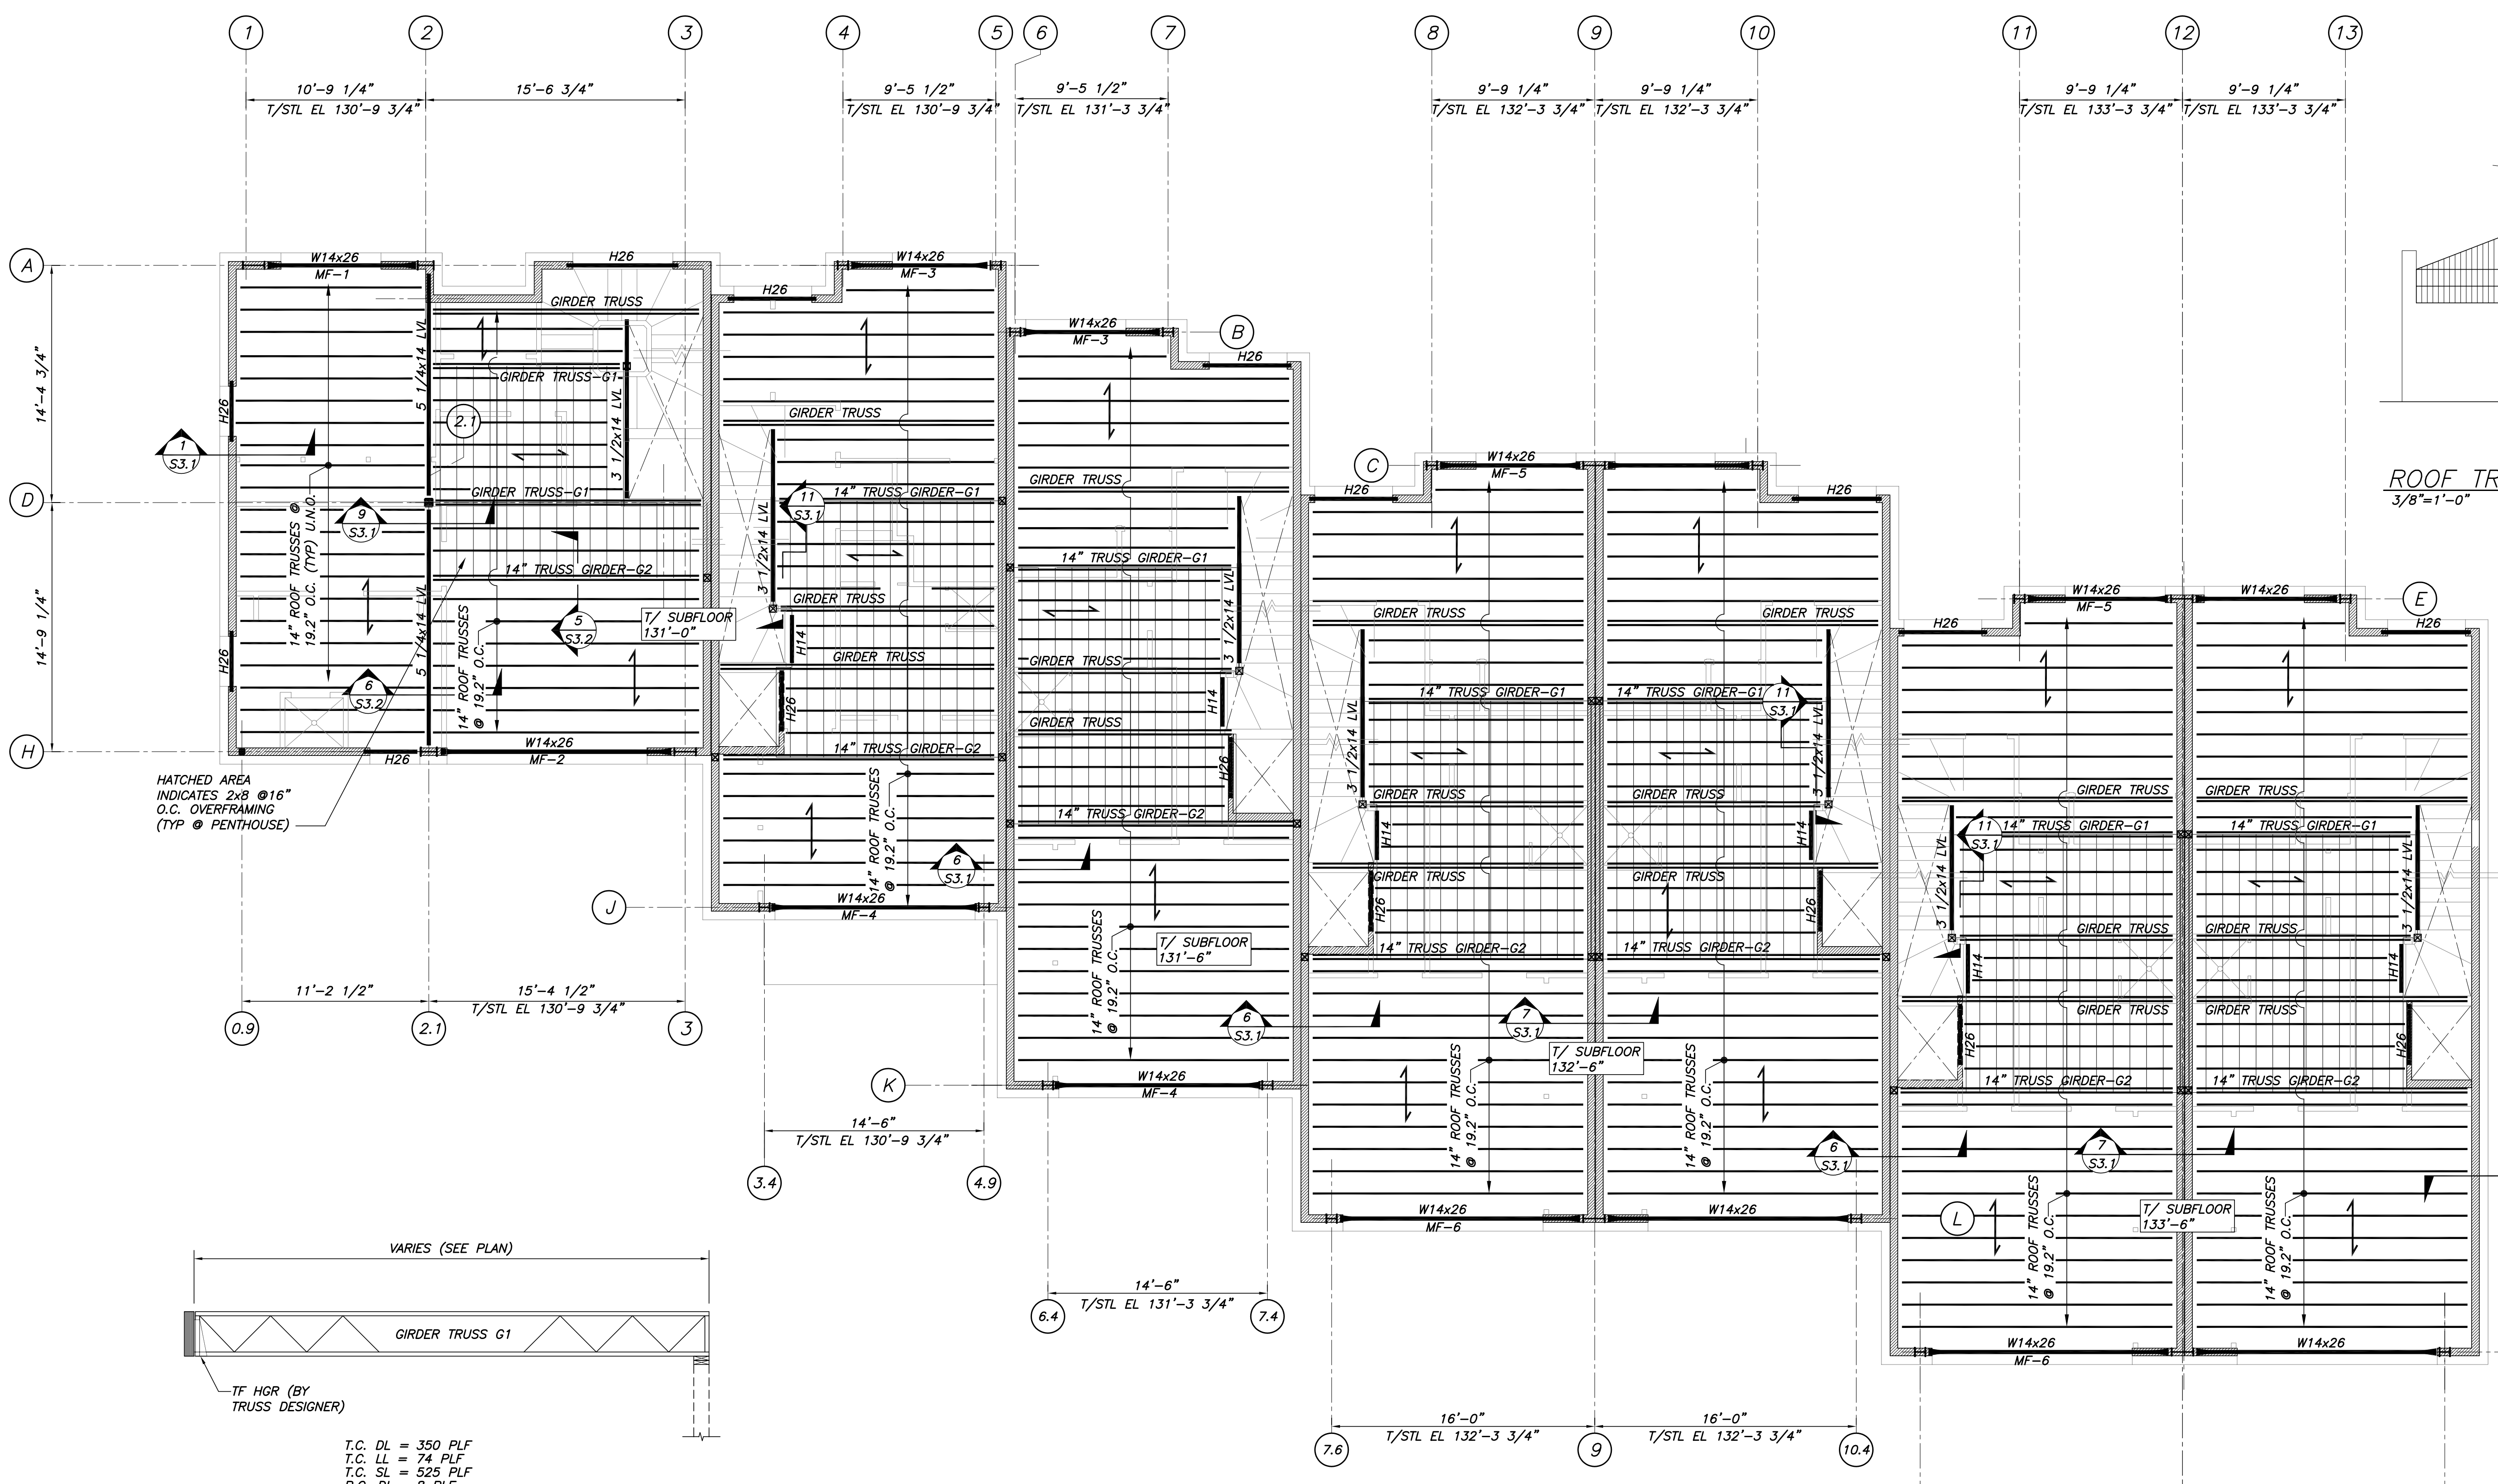 1
2
3
4
5
6
7
8
9
10
11
12
13
10'-9 1/4"
T/STL EL 130'-9 3/4"
15'-6 3/4"
9'-5 1/2"
T/STL EL 130'-9 3/4"
9'-5 1/2"
T/STL EL 131'-3 3/4"
9'-9 1/4"
T/STL EL 132'-3 3/4"
9'-9 1/4"
T/STL EL 132'-3 3/4"
9'-9 1/4"
T/STL EL 133'-3 3/4"
9'-9 1/4"
T/STL EL 133'-3 3/4"
A
D
H
14'-4 3/4"
14'-9 1/4"
W14x26
MF-1
H26
H26
H26
H26
GIRDER TRUSS
5 1/4x14 LVL
GIRDER TRUSS-G1
3 1/2x14 LVL
2.1
1
S3.1
9
S3.1
GIRDER TRUSS-G1
14" ROOF TRUSSES @
19.2" O.C. (TYP) U.N.O.
14" TRUSS GIRDER-G2
5 1/4x14 LVL
14" ROOF TRUSSES
@ 19.2" O.C.
5
S3.2
6
S3.2
T/ SUBFLOOR
131'-0"
W14x26
MF-2
HATCHED AREA
INDICATES 2x8 @16"
O.C. OVERFRAMING
(TYP @ PENTHOUSE)
11'-2 1/2"
15'-4 1/2"
T/STL EL 130'-9 3/4"
0.9
2.1
3
W14x26
MF-3
H26
GIRDER TRUSS
3 1/2x14 LVL
11
S3.1
14" TRUSS GIRDER-G1
GIRDER TRUSS
H14
GIRDER TRUSS
H26
14" TRUSS GIRDER-G2
14" ROOF TRUSSES
@ 19.2" O.C.
6
S3.1
J
W14x26
MF-4
14'-6"
T/STL EL 130'-9 3/4"
3.4
4.9
B
W14x26
MF-3
H26
GIRDER TRUSS
14" TRUSS GIRDER-G1
3 1/2x14 LVL
GIRDER TRUSS
H14
GIRDER TRUSS
H26
14" TRUSS GIRDER-G2
14" ROOF TRUSSES
@ 19.2" O.C.
T/ SUBFLOOR
131'-6"
6
S3.1
K
W14x26
MF-4
14'-6"
T/STL EL 131'-3 3/4"
6.4
7.4
C
W14x26
MF-5
H26
H26
GIRDER TRUSS
GIRDER TRUSS
14" TRUSS GIRDER-G1
14" TRUSS GIRDER-G1
11
S3.1
3 1/2x14 LVL
3 1/2x14 LVL
GIRDER TRUSS
GIRDER TRUSS
H14
H14
GIRDER TRUSS
GIRDER TRUSS
H26
H26
14" TRUSS GIRDER-G2
14" TRUSS GIRDER-G2
7
S3.1
T/ SUBFLOOR
132'-6"
14" ROOF TRUSSES
@ 19.2" O.C.
14" ROOF TRUSSES
@ 19.2" O.C.
6
S3.1
W14x26
MF-6
W14x26
16'-0"
T/STL EL 132'-3 3/4"
16'-0"
T/STL EL 132'-3 3/4"
7.6
9
10.4
E
W14x26
MF-5
W14x26
H26
H26
GIRDER TRUSS
GIRDER TRUSS
11
S3.1
14" TRUSS GIRDER-G1
14" TRUSS GIRDER-G1
3 1/2x14 LVL
3 1/2x14 LVL
GIRDER TRUSS
GIRDER TRUSS
H14
H14
GIRDER TRUSS
GIRDER TRUSS
H26
H26
14" TRUSS GIRDER-G2
14" TRUSS GIRDER-G2
7
S3.1
L
T/ SUBFLOOR
133'-6"
14" ROOF TRUSSES
@ 19.2" O.C.
14" ROOF TRUSSES
@ 19.2" O.C.
W14x26
MF-6
W14x26
ROOF TR
3/8"=1'-0"
VARIES (SEE PLAN)
GIRDER TRUSS G1
TF HGR (BY
TRUSS DESIGNER)
T.C. DL = 350 PLF
T.C. LL = 74 PLF
T.C. SL = 525 PLF